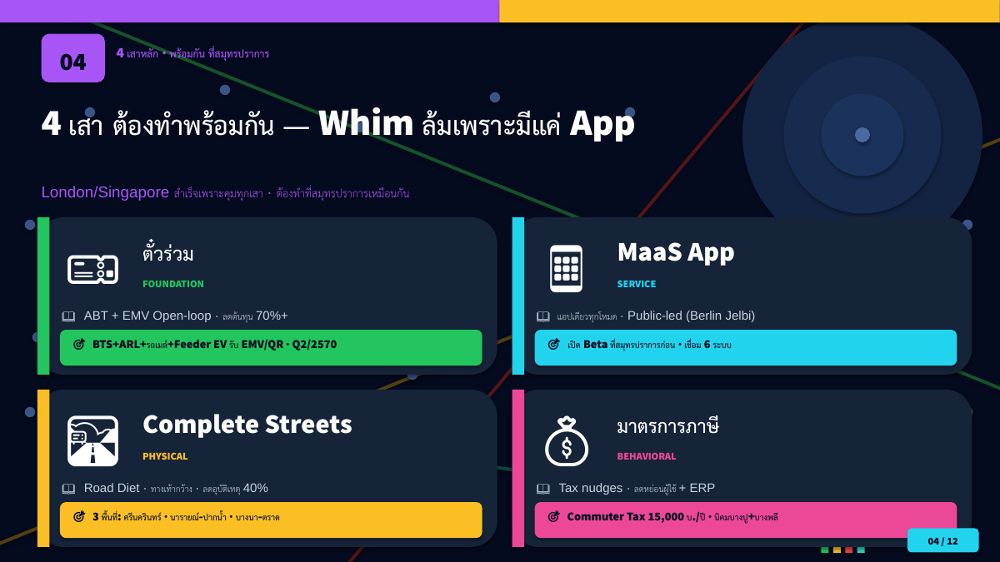 04
4 เสาหลัก • พร้อมกัน ที่สมุทรปราการ
4 เสา ต้องทำพร้อมกัน — Whim ล้มเพราะมีแค่ App
London/Singapore สำเร็จเพราะคุมทุกเสา · ต้องทำที่สมุทรปราการเหมือนกัน
ตั๋วร่วม
FOUNDATION
ABT + EMV Open-loop · ลดต้นทุน 70%+
BTS+ARL+รถเมล์+Feeder EV รับ EMV/QR • Q2/2570
MaaS App
SERVICE
แอปเดียวทุกโหมด · Public-led (Berlin Jelbi)
เปิด Beta ที่สมุทรปราการก่อน • เชื่อม 6 ระบบ
Complete Streets
PHYSICAL
Road Diet · ทางเท้ากว้าง · ลดอุบัติเหตุ 40%
3 พื้นที่: ศรีนครินทร์ • นารายณ์-ปากน้ำ • บางนา-ตราด
มาตรการภาษี
BEHAVIORAL
Tax nudges · ลดหย่อนผู้ใช้ + ERP
Commuter Tax 15,000 บ./ปี • นิคมบางปู+บางพลี
04 / 12